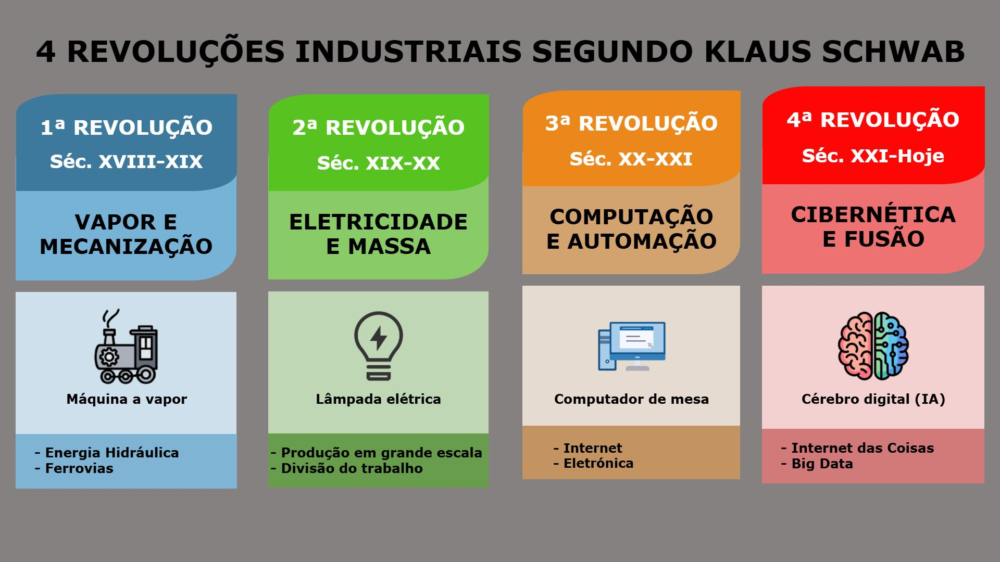 4 REVOLUÇÕES INDUSTRIAIS SEGUNDO KLAUS SCHWAB
1ª REVOLUÇÃO
Séc. XVIII-XIX
VAPOR E
MECANIZAÇÃO
Máquina a vapor
- Energia Hidráulica
- Ferrovias
2ª REVOLUÇÃO
Séc. XIX-XX
ELETRICIDADE
E MASSA
Lâmpada elétrica
- Produção em grande escala
- Divisão do trabalho
3ª REVOLUÇÃO
Séc. XX-XXI
COMPUTAÇÃO
E AUTOMAÇÃO
Computador de mesa
- Internet
- Eletrónica
4ª REVOLUÇÃO
Séc. XXI-Hoje
CIBERNÉTICA
E FUSÃO
Cérebro digital (IA)
- Internet das Coisas
- Big Data